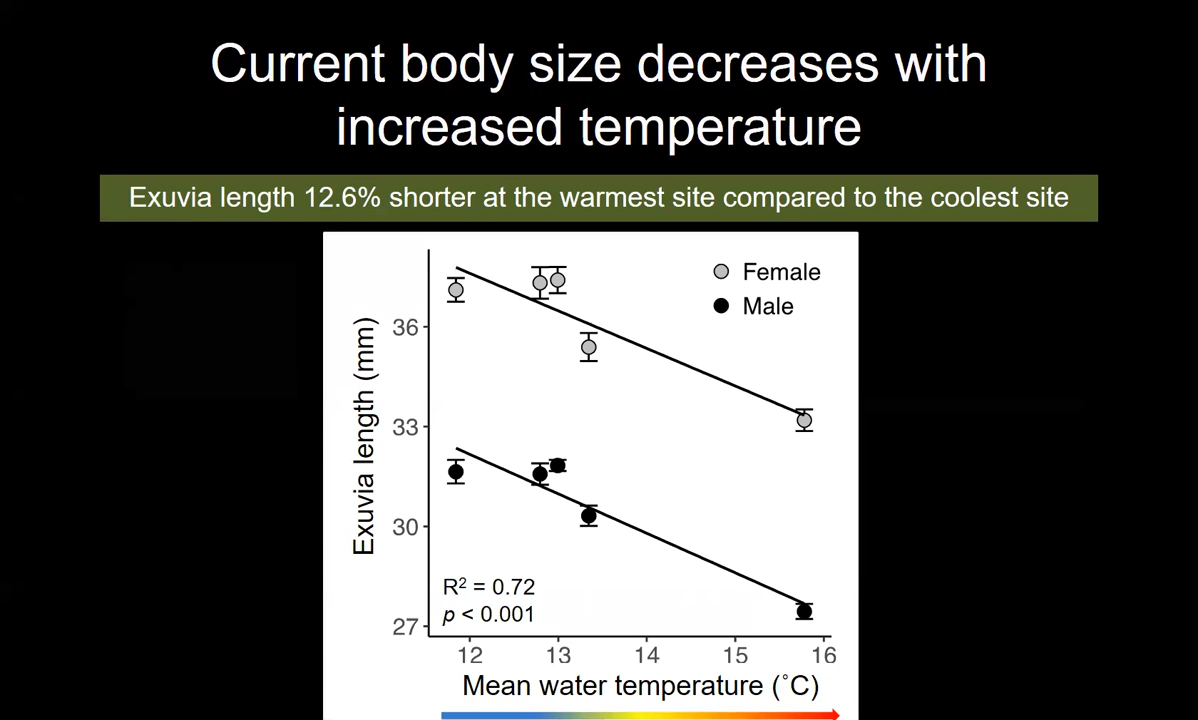 Current body size decreases with
increased temperature
Exuvia length 12.6% shorter at the warmest site compared to the coolest site
Female
Male
Exuvia length (mm)
36
33
30
27
R² = 0.72
p < 0.001
12 13 14 15 16
Mean water temperature (˚C)